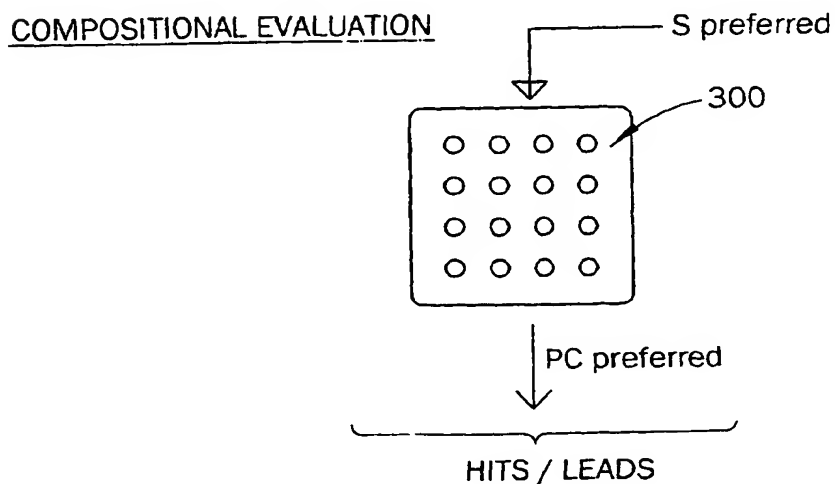 COMPOSITIONAL EVALUATION
S preferred
300
PC preferred
HITS / LEADS